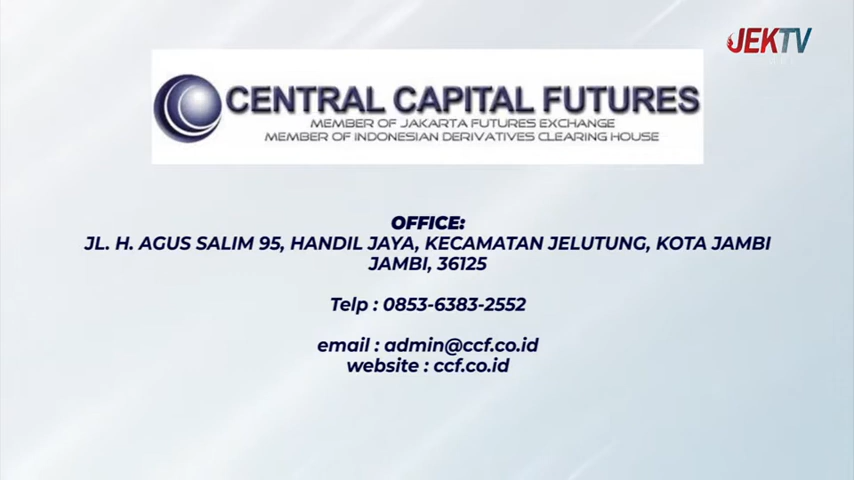 JEKTV
CENTRAL CAPITAL FUTURES
MEMBER OF JAKARTA FUTURES EXCHANGE
MEMBER OF INDONESIAN DERIVATIVES CLEARING HOUSE
OFFICE:
JL. H. AGUS SALIM 95, HANDIL JAYA, KECAMATAN JELUTUNG, KOTA JAMBI
JAMBI, 36125
Telp : 0853-6383-2552
email : admin@ccf.co.id
website : ccf.co.id